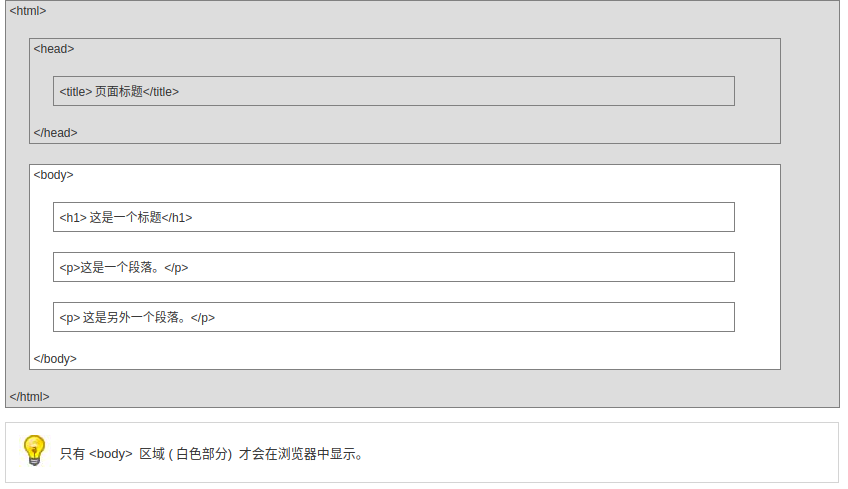 <html>
<head>
<title> 页面标题</title>
</head>
<body>
<h1> 这是一个标题</h1>
<p>这是一个段落。</p>
<p> 这是另外一个段落。</p>
</body>
</html>
只有 <body> 区域 ( 白色部分) 才会在浏览器中显示。